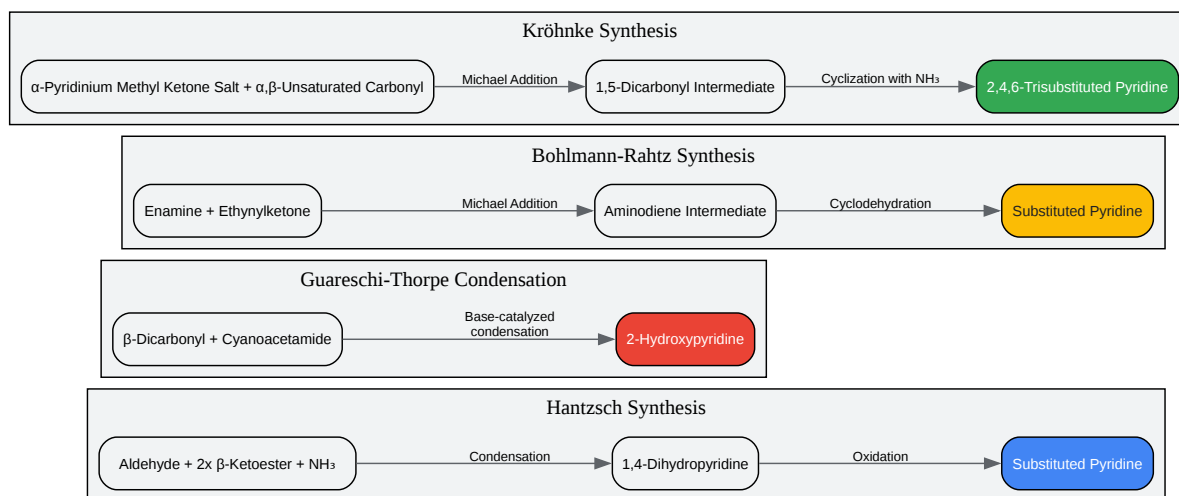 Kröhnke Synthesis
α-Pyridinium Methyl Ketone Salt + α,β-Unsaturated Carbonyl
Michael Addition
1,5-Dicarbonyl Intermediate
Cyclization with NH₃
2,4,6-Trisubstituted Pyridine
Bohlmann-Rahtz Synthesis
Enamine + Ethynylketone
Michael Addition
Aminodiene Intermediate
Cyclodehydration
Substituted Pyridine
Guareschi-Thorpe Condensation
β-Dicarbonyl + Cyanoacetamide
Base-catalyzed
condensation
2-Hydroxypyridine
Hantzsch Synthesis
Aldehyde + 2x β-Ketoester + NH₃
Condensation
1,4-Dihydropyridine
Oxidation
Substituted Pyridine